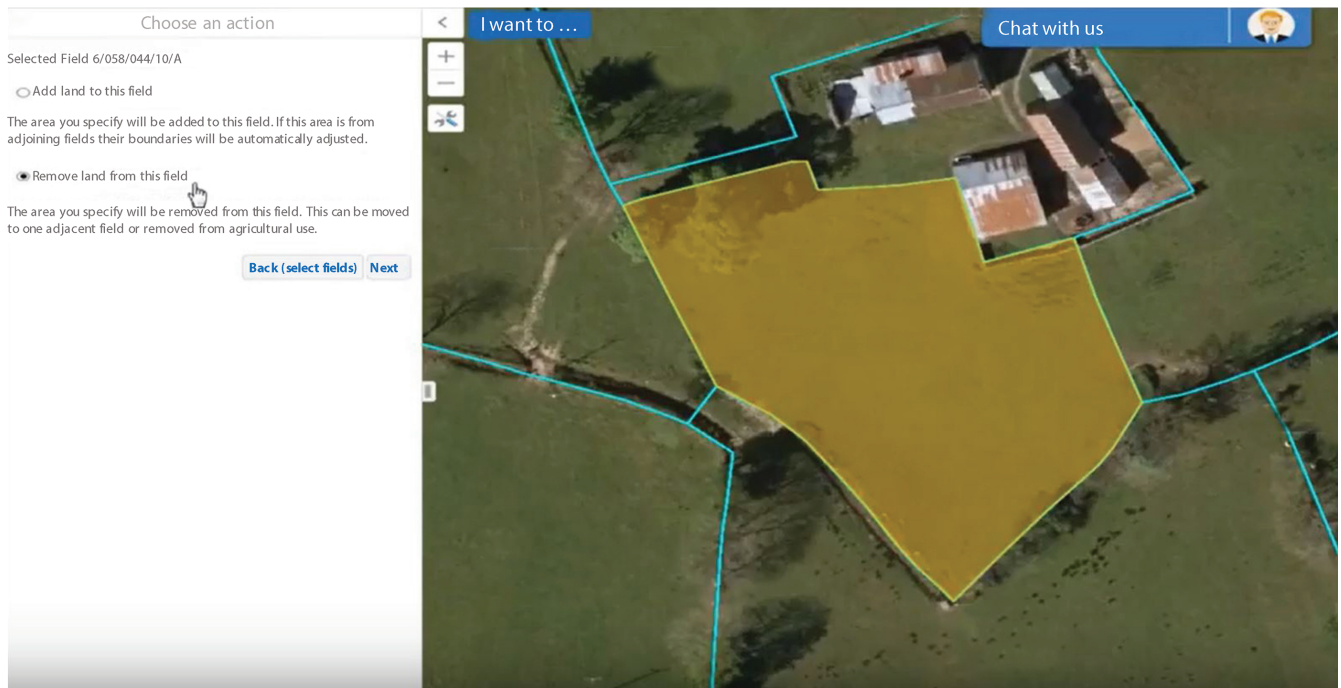 Choose an action
<
I want to ...
Chat with us
Selected Field 6/058/044/10/A
Add land to this field
The area you specify will be added to this field. If this area is from
adjoining fields their boundaries will be automatically adjusted.
Remove land from this field
The area you specify will be removed from this field. This can be moved
to one adjacent field or removed from agricultural use.
Back (select fields) Next